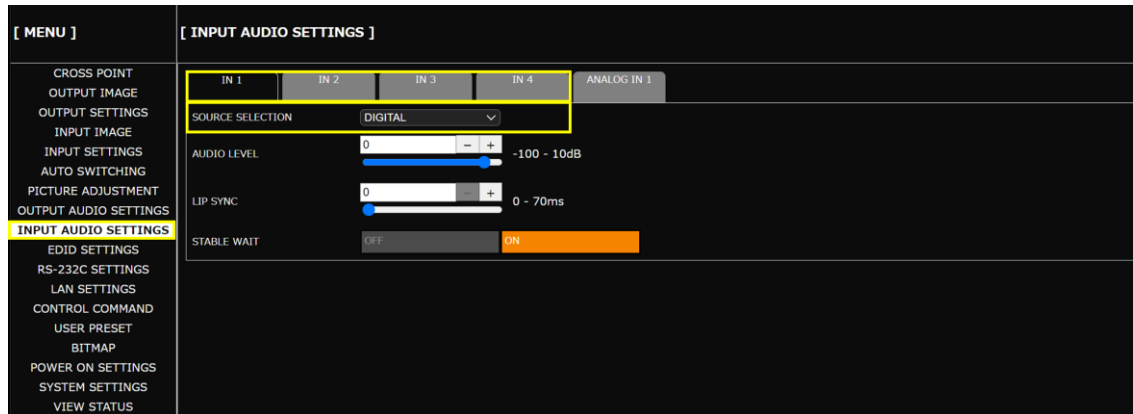 [ MENU ]
CROSS POINT
OUTPUT IMAGE
OUTPUT SETTINGS
INPUT IMAGE
INPUT SETTINGS
AUTO SWITCHING
PICTURE ADJUSTMENT
OUTPUT AUDIO SETTINGS
INPUT AUDIO SETTINGS
EDID SETTINGS
RS-232C SETTINGS
LAN SETTINGS
CONTROL COMMAND
USER PRESET
BITMAP
POWER ON SETTINGS
SYSTEM SETTINGS
VIEW STATUS
[ INPUT AUDIO SETTINGS ]
IN 1 IN 2 IN 3 IN 4 ANALOG IN 1
SOURCE SELECTION DIGITAL
AUDIO LEVEL 0 - + -100 - 10dB
LIP SYNC 0 - + 0 - 70ms
STABLE WAIT OFF ON